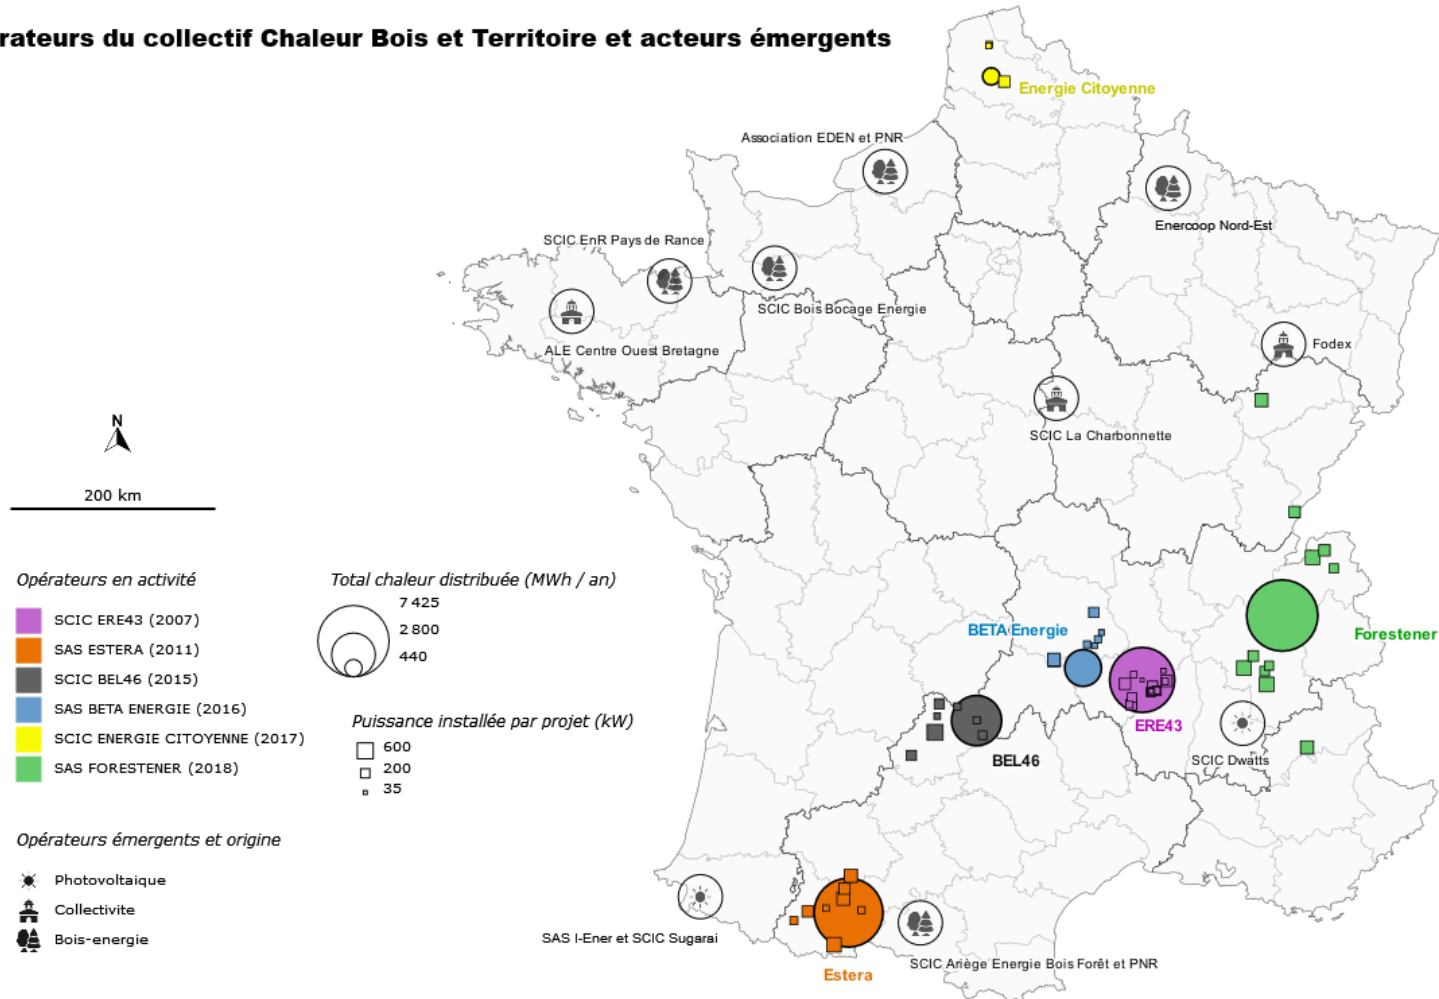 rateurs du collectif Chaleur Bois et Territoire et acteurs émergents
Energie Citoyenne
Association EDEN et PNR
Enercoop Nord-Est
SCIC EnR Pays de Rance
SCIC Bois Bocage Energie
ALE Centre Ouest Bretagne
Fodex
SCIC La Charbonnette
N
200 km
Opérateurs en activité
SCIC ERE43 (2007)
SAS ESTERA (2011)
SCIC BEL46 (2015)
SAS BETA ENERGIE (2016)
SCIC ENERGIE CITOYENNE (2017)
SAS FORESTENER (2018)
Total chaleur distribuée (MWh / an)
7 425
2 800
440
Puissance installée par projet (kW)
600
200
35
BETA Energie
Forestener
ERE43
BEL46
SCIC Dwatts
Opérateurs émergents et origine
Photovoltaique
Collectivite
Bois-energie
SAS I-Ener et SCIC Sugarai
SCIC Ariège Energie Bois Forêt et PNR
Estera